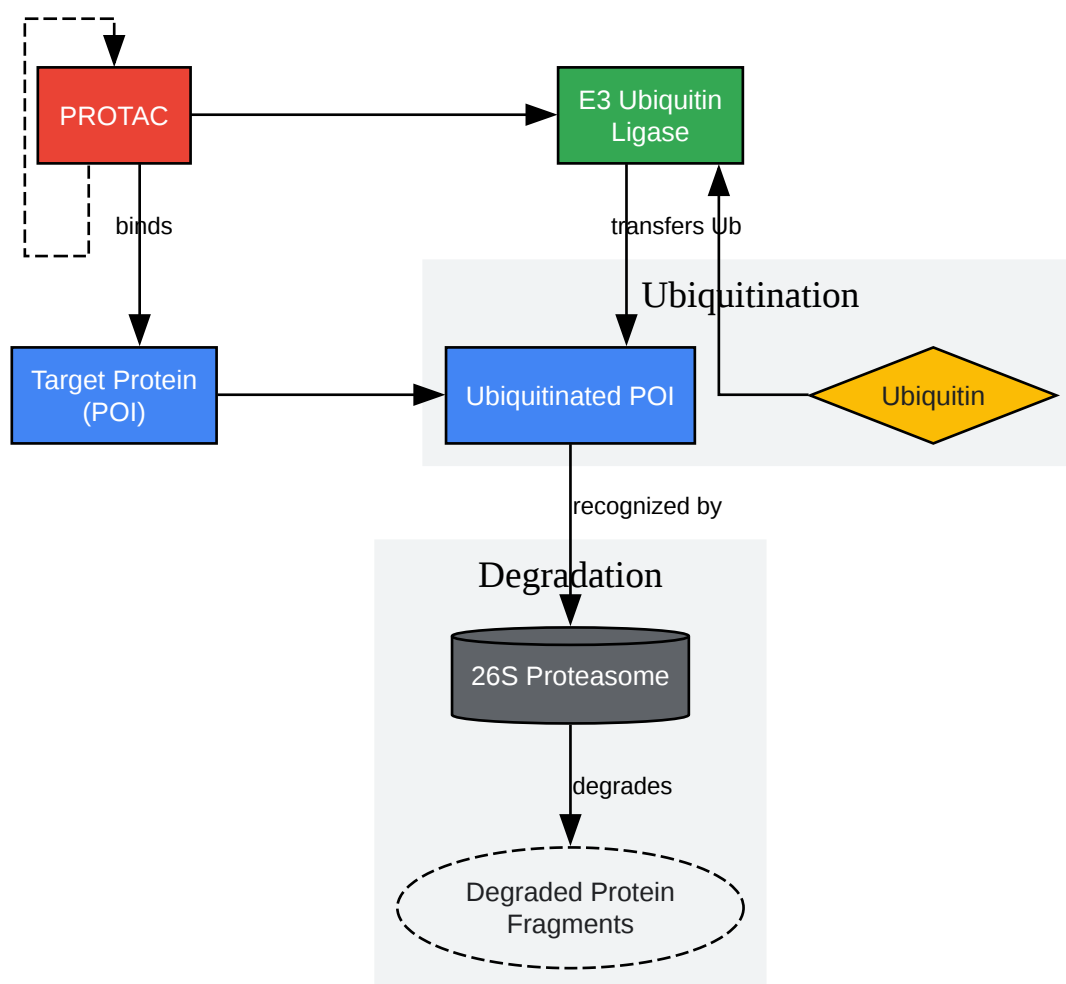 PROTAC
E3 Ubiquitin
Ligase
binds
transfers Ub
Ubiquitination
Target Protein
(POI)
Ubiquitinated POI
Ubiquitin
recognized by
Degradation
26S Proteasome
degrades
Degraded Protein
Fragments